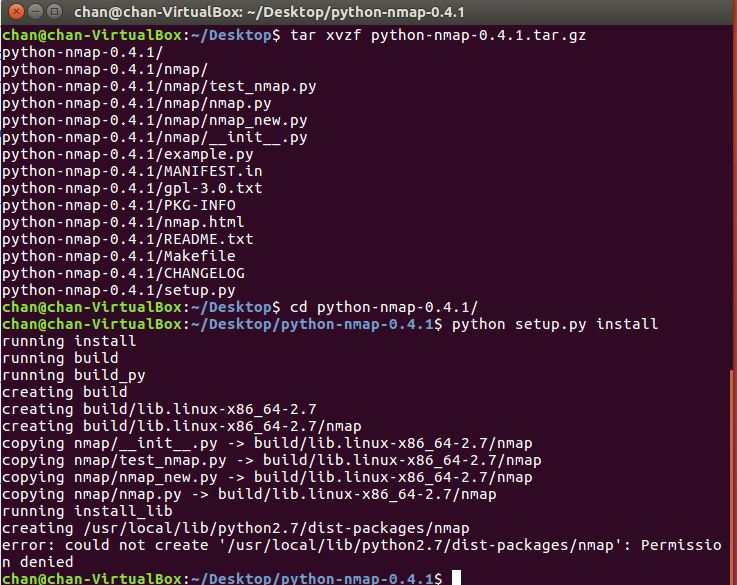 chan@chan-VirtualBox: ~/Desktop/python-nmap-0.4.1
chan@chan-VirtualBox:~/Desktop$ tar xvzf python-nmap-0.4.1.tar.gz
python-nmap-0.4.1/
python-nmap-0.4.1/nmap/
python-nmap-0.4.1/nmap/test_nmap.py
python-nmap-0.4.1/nmap/nmap.py
python-nmap-0.4.1/nmap/nmap_new.py
python-nmap-0.4.1/nmap/__init__.py
python-nmap-0.4.1/example.py
python-nmap-0.4.1/MANIFEST.in
python-nmap-0.4.1/gpl-3.0.txt
python-nmap-0.4.1/PKG-INFO
python-nmap-0.4.1/nmap.html
python-nmap-0.4.1/README.txt
python-nmap-0.4.1/Makefile
python-nmap-0.4.1/CHANGELOG
python-nmap-0.4.1/setup.py
chan@chan-VirtualBox:~/Desktop$ cd python-nmap-0.4.1/
chan@chan-VirtualBox:~/Desktop/python-nmap-0.4.1$ python setup.py install
running install
running build
running build_py
creating build
creating build/lib.linux-x86_64-2.7
creating build/lib.linux-x86_64-2.7/nmap
copying nmap/__init__.py -> build/lib.linux-x86_64-2.7/nmap
copying nmap/test_nmap.py -> build/lib.linux-x86_64-2.7/nmap
copying nmap/nmap_new.py -> build/lib.linux-x86_64-2.7/nmap
copying nmap/nmap.py -> build/lib.linux-x86_64-2.7/nmap
running install_lib
creating /usr/local/lib/python2.7/dist-packages/nmap
error: could not create '/usr/local/lib/python2.7/dist-packages/nmap': Permissio
n denied
chan@chan-VirtualBox:~/Desktop/python-nmap-0.4.1$